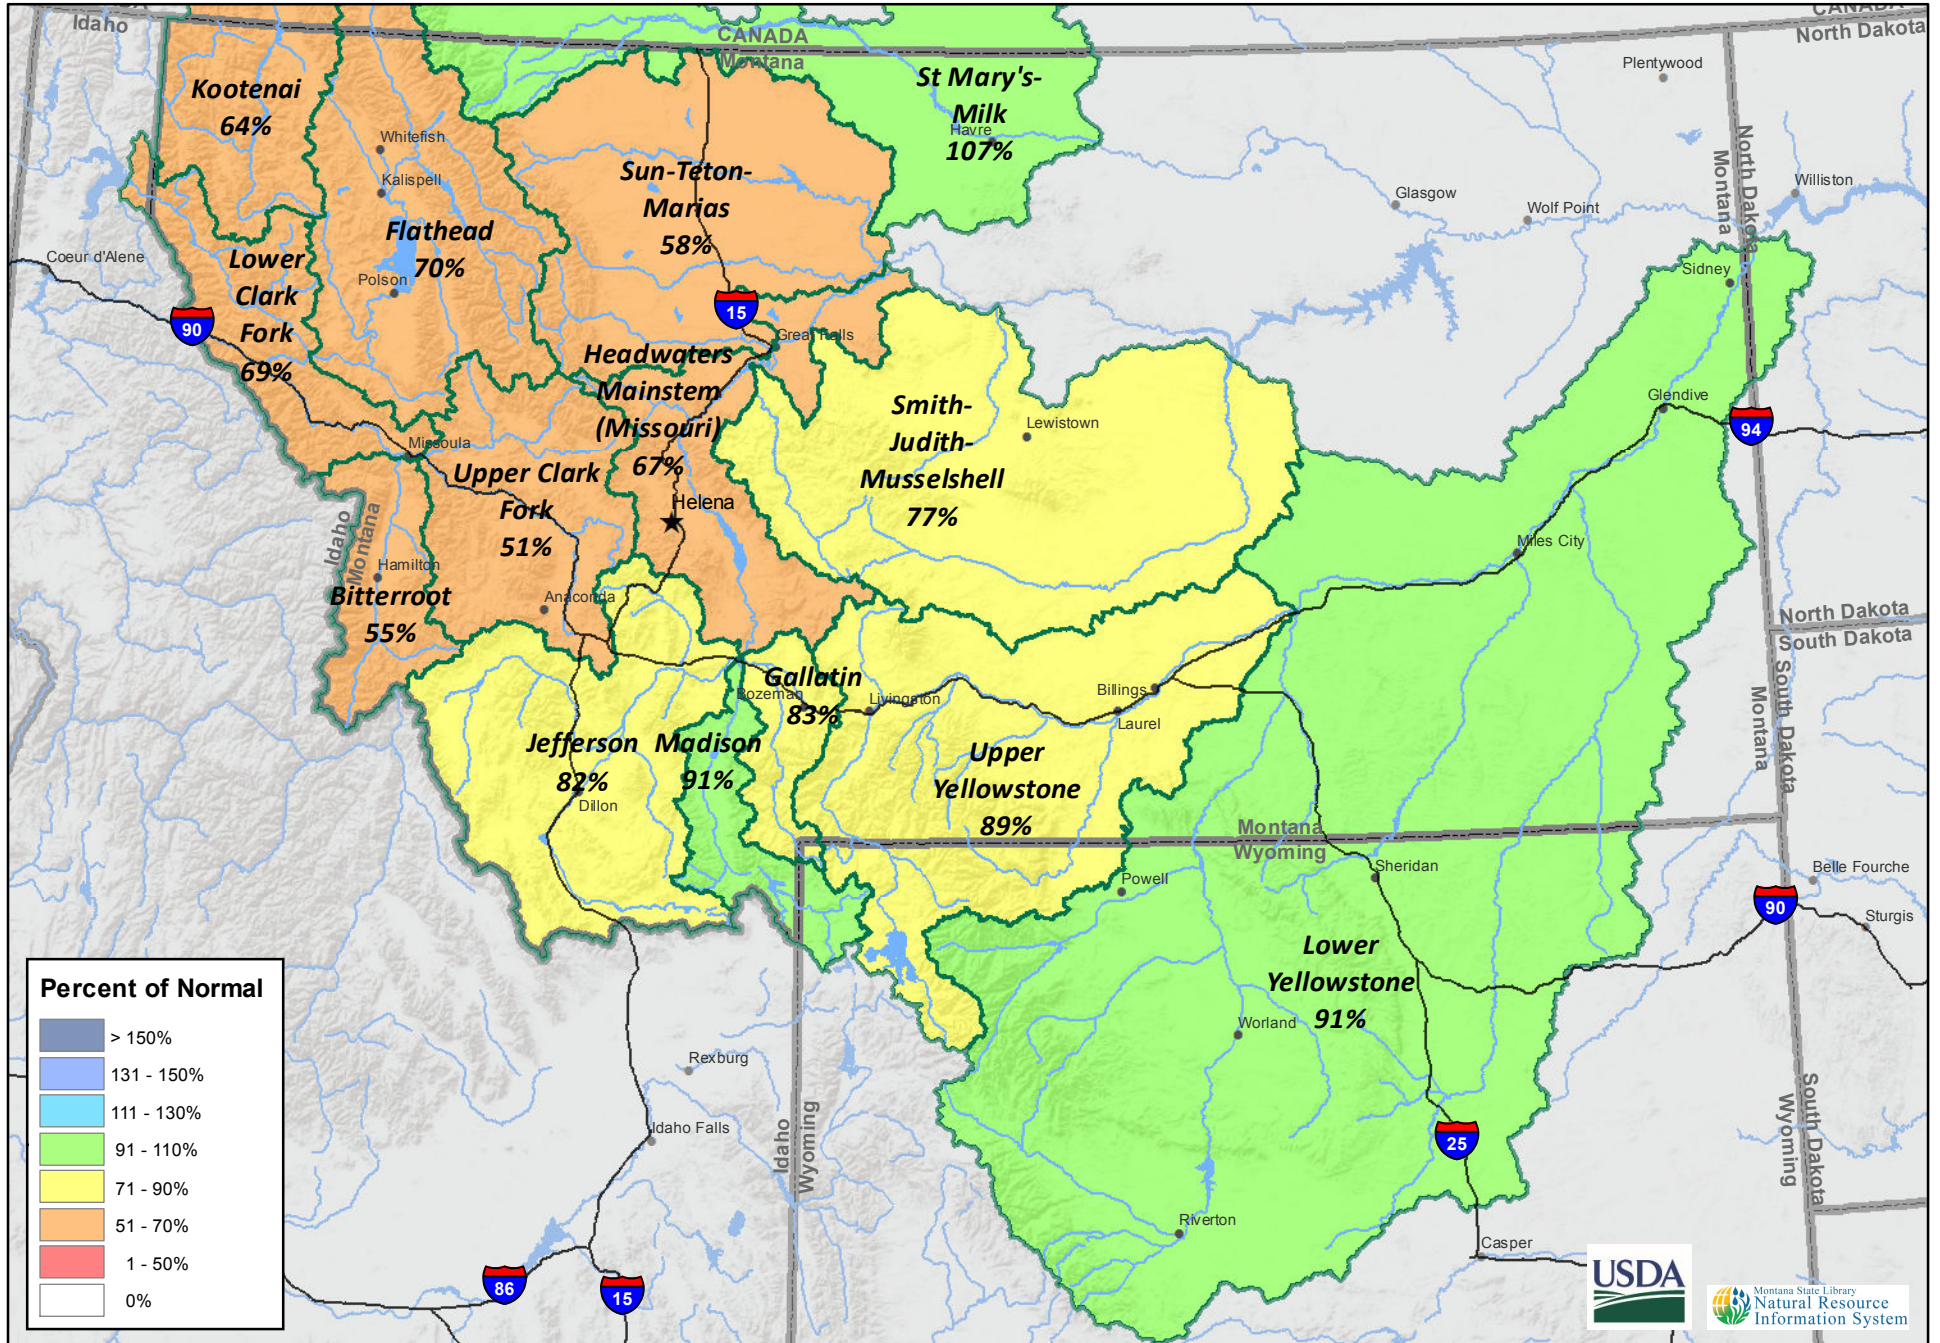 CANADA
Idaho
CANADA
Montana
CANADA
North Dakota
Kootenai
64%
Whitefish
Kalispell
Flathead
70%
Polson
Sun-Teton-
Marias
58%
St Mary's-
Milk
Havre
107%
Plentywood
Glasgow
Wolf Point
Williston
North Dakota
Montana
Sidney
Glendive
94
Coeur d'Alene
90
Lower
Clark
Fork
69%
15
Great Falls
Headwaters
Mainstem
(Missouri)
67%
Helena
Smith-
Judith-
Musselshell
77%
Lewistown
Missoula
Upper Clark
Fork
51%
Anaconda
Idaho
Montana
Hamilton
Bitterroot
55%
Miles City
North Dakota
South Dakota
South Dakota
Montana
Jefferson
82%
Dillon
Madison
91%
Gallatin
Bozeman
83%
Livingston
Billings
Laurel
Upper
Yellowstone
89%
Montana
Wyoming
Powell
Sheridan
Belle Fourche
90
Sturgis
Lower
Yellowstone
91%
Worland
Riverton
25
Casper
South Dakota
Wyoming
Rexburg
Idaho Falls
Idaho
Wyoming
86
15
Percent of Normal
> 150%
131 - 150%
111 - 130%
91 - 110%
71 - 90%
51 - 70%
1 - 50%
0%
USDA
Montana State Library
Natural Resource
Information System